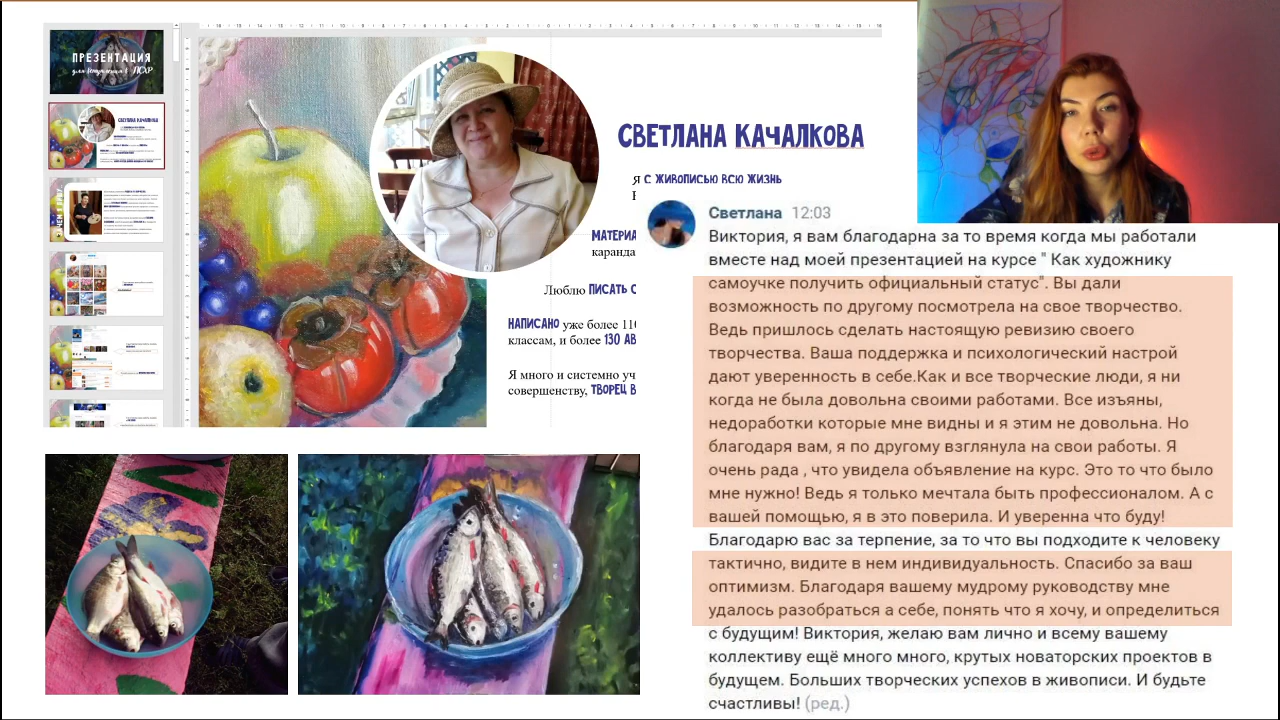 ПРЕЗЕНТАЦИЯ
для вступления в ПСХР
СВЕТЛАНА КАЧАЛКИНА
СВЕТЛАНА КАЧАЛКИНА
Я С ЖИВОПИСЬЮ ВСЮ ЖИЗНЬ
МАТЕРИА
каранда
Люблю ПИСАТЬ С
НАПИСАНО уже более 110
классам, и более 130 АВ
Я много и системно уч
совершенству, ТВОРЕЦ В
Светлана 12:03
Виктория, я вам благодарна за то время когда мы работали
вместе над моей презентацией на курсе " Как художнику
самоучке получить официальный статус". Вы дали
возможность по другому посмотреть на своё творчество.
Ведь пришлось сделать настоящую ревизию своего
творчества. Ваша поддержка, психологический настрой
дают уверенность в себе.Как и все творческие люди, я ни
когда не была довольна своими работами. Все изъяны,
недоработки которые мне видны и я этим не довольна. Но
благодаря вам, я по другому взглянула на свои работы. Я
очень рада , что увидела объявление на курс. Это то что было
мне нужно! Ведь я только мечтала быть профессионалом. А с
вашей помощью, я в это поверила. И уверенна что буду!
Благодарю вас за терпение, за то что вы подходите к человеку
тактично, видите в нем индивидуальность. Спасибо за ваш
оптимизм. Благодаря вашему мудрому руководству мне
удалось разобраться а себе, понять что я хочу, и определиться
с будущим! Виктория, желаю вам лично и всему вашему
коллективу ещё много много, крутых новаторских проектов в
будущем. Больших творческих успехов в живописи. И будьте
счастливы! (ред.)